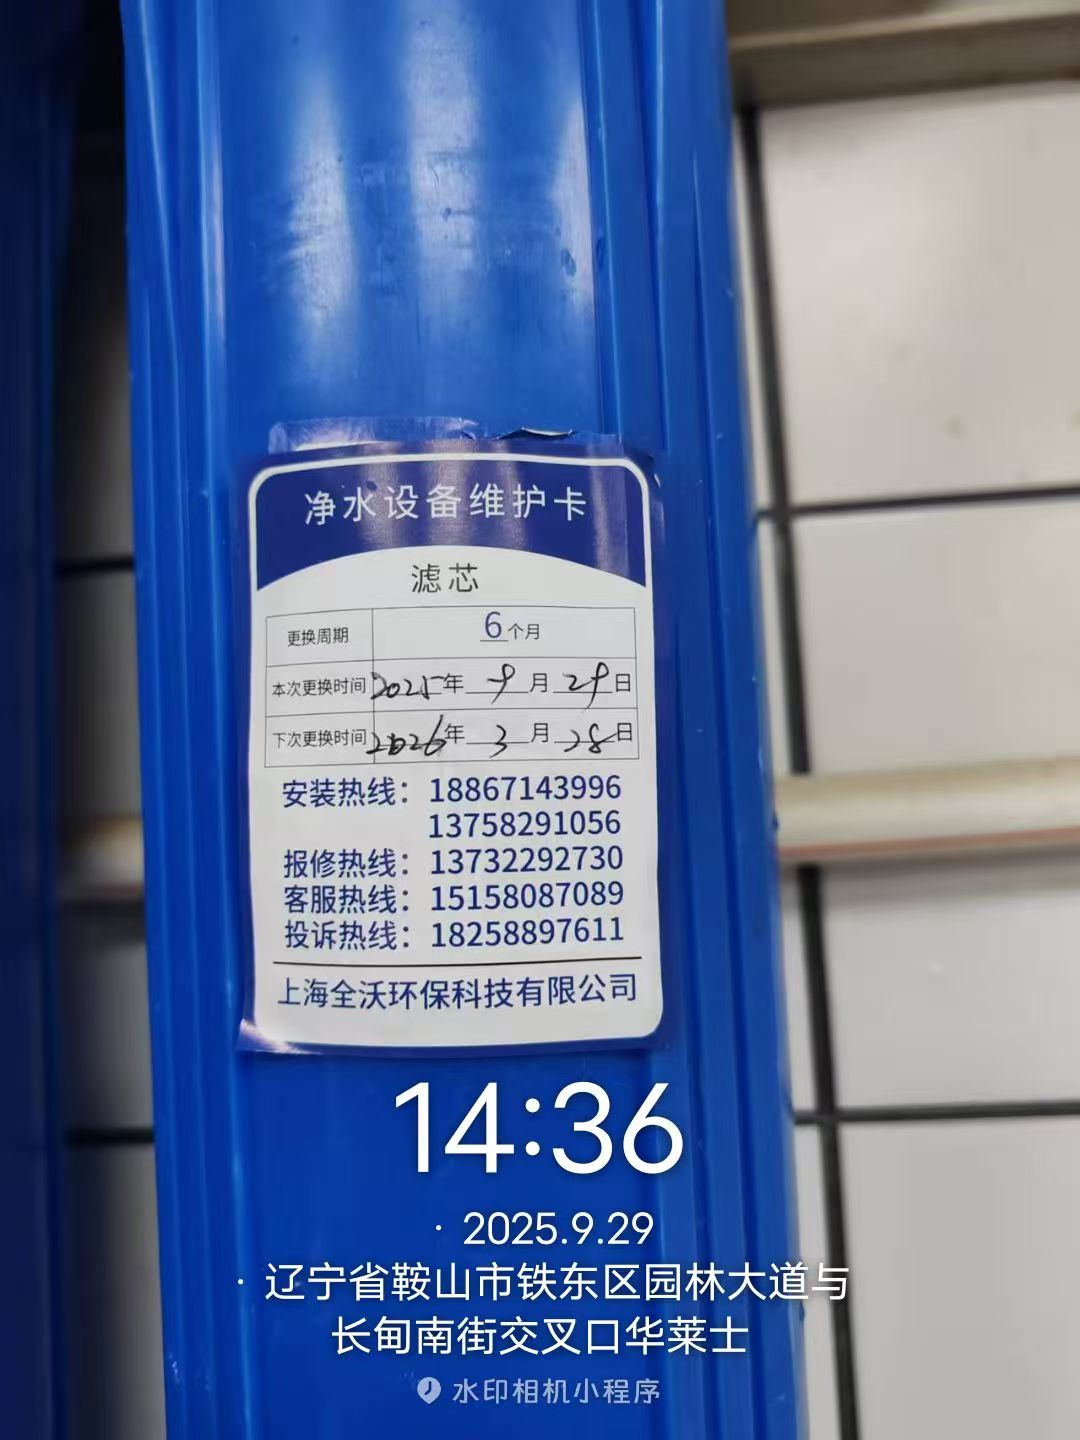 净水设备维护卡
滤芯
更换周期 6个月
本次更换时间 2025年 9月 29日
下次更换时间 2026年 3月 28日
安装热线：18867143996
13758291056
报修热线：13732292730
客服热线：15158087089
投诉热线：18258897611
上海全沃环保科技有限公司
14:36
· 2025.9.29
· 辽宁省鞍山市铁东区园林大道与
长甸南街交叉口华莱士
水印相机小程序